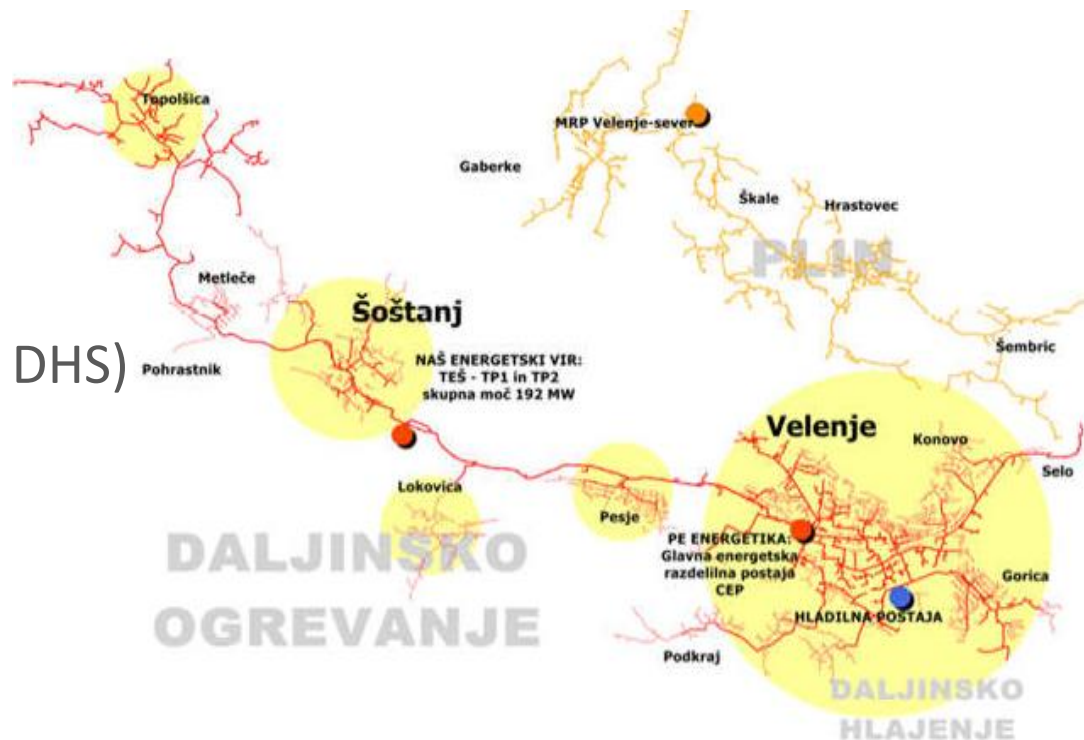 Topolšica
MRP Velenje-sever
Gaberke
Škale
Hrastovec
PLIN
Metleče
Šoštanj
DHS)
Pohrastnik
NAŠ ENERGETSKI VIR:
TEŠ - TP1 in TP2
skupna moč 192 MW
Šembric
Velenje
Konovo
Selo
Lokovica
Pesje
PE ENERGETIKA:
Glavna energetska
razdelilna postaja
CEP
DALJINSKO
OGREVANJE
Gorica
HLADILNA POSTAJA
Podkraj
DALJINSKO
HLAJENJE